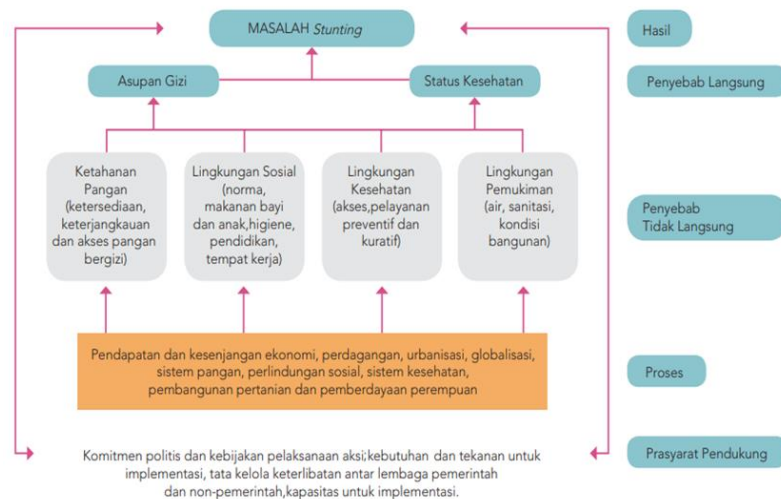 MASALAH Stunting
Hasil
Asupan Gizi
Status Kesehatan
Penyebab Langsung
Ketahanan
Pangan
(ketersediaan,
keterjangkauan
dan akses pangan
bergizi)
Lingkungan Sosial
(norma,
makanan bayi
dan anak,higiene,
pendidikan,
tempat kerja)
Lingkungan
Kesehatan
(akses,pelayanan
preventif dan
kuratif)
Lingkungan
Pemukiman
(air, sanitasi,
kondisi
bangunan)
Penyebab
Tidak Langsung
Pendapatan dan kesenjangan ekonomi, perdagangan, urbanisasi, globalisasi,
sistem pangan, perlindungan sosial, sistem kesehatan,
pembangunan pertanian dan pemberdayaan perempuan
Proses
Komitmen politis dan kebijakan pelaksanaan aksi;kebutuhan dan tekanan untuk
implementasi, tata kelola keterlibatan antar lembaga pemerintah
dan non-pemerintah,kapasitas untuk implementasi.
Prasyarat Pendukung